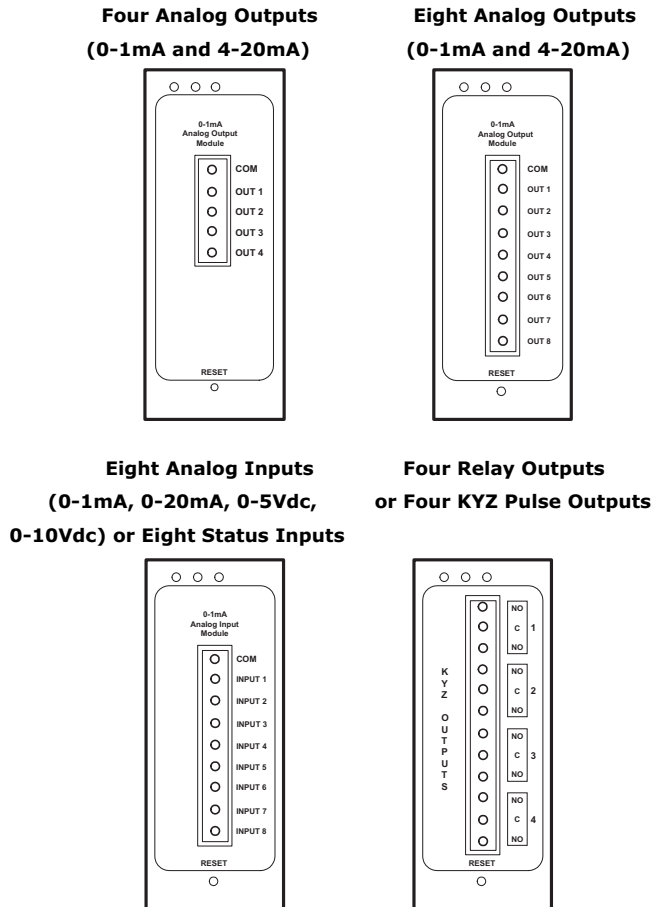 Four Analog Outputs
(0-1mA and 4-20mA)
0-1mA
Analog Output
Module
COM
OUT 1
OUT 2
OUT 3
OUT 4
RESET
Eight Analog Outputs
(0-1mA and 4-20mA)
0-1mA
Analog Output
Module
COM
OUT 1
OUT 2
OUT 3
OUT 4
OUT 5
OUT 6
OUT 7
OUT 8
RESET
Eight Analog Inputs
(0-1mA, 0-20mA, 0-5Vdc,
0-10Vdc) or Eight Status Inputs
0-1mA
Analog Input
Module
COM
INPUT 1
INPUT 2
INPUT 3
INPUT 4
INPUT 5
INPUT 6
INPUT 7
INPUT 8
RESET
Four Relay Outputs
or Four KYZ Pulse Outputs
KYZ OUTPUTS
NO
C 1
NO
NO
C 2
NO
NO
C 3
NO
NO
C 4
NO
RESET